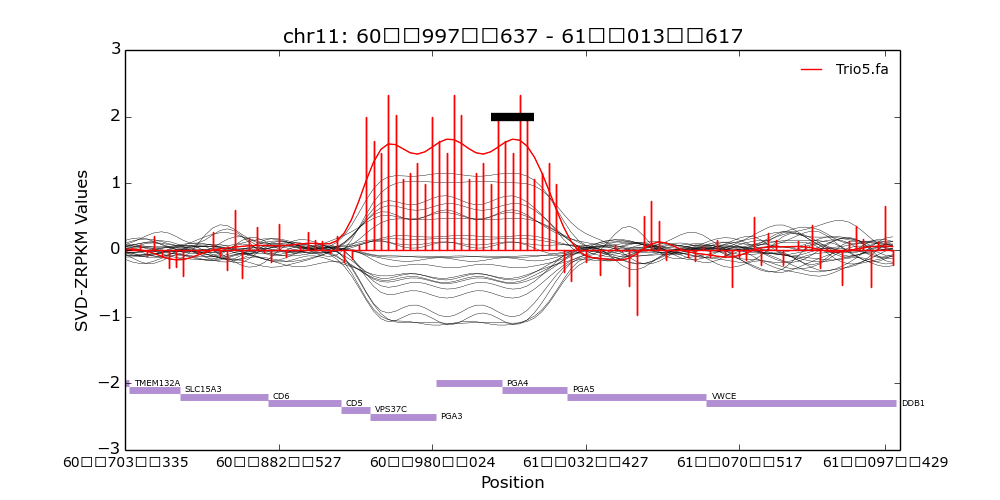 chr11: 60□□997□□637 - 61□□013□□617
Trio5.fa
3
2
1
0
−1
−2
−3
SVD-ZRPKM Values
TMEM132A
SLC15A3
CD6
CD5
VPS37C
PGA3
PGA4
PGA5
VWCE
DDB1
60□□703□□335 60□□882□□527 60□□980□□024 61□□032□□427 61□□070□□517 61□□097□□429
Position